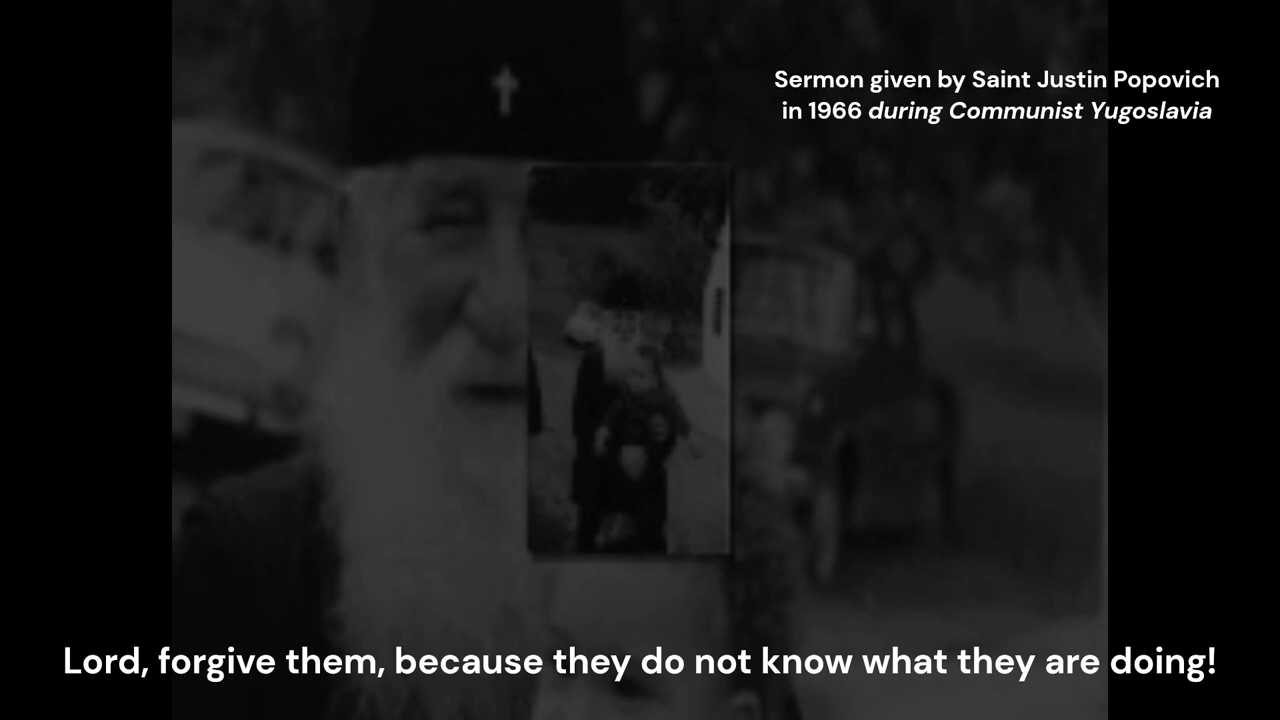 Sermon given by Saint Justin Popovich
in 1966 during Communist Yugoslavia
Lord, forgive them, because they do not know what they are doing!